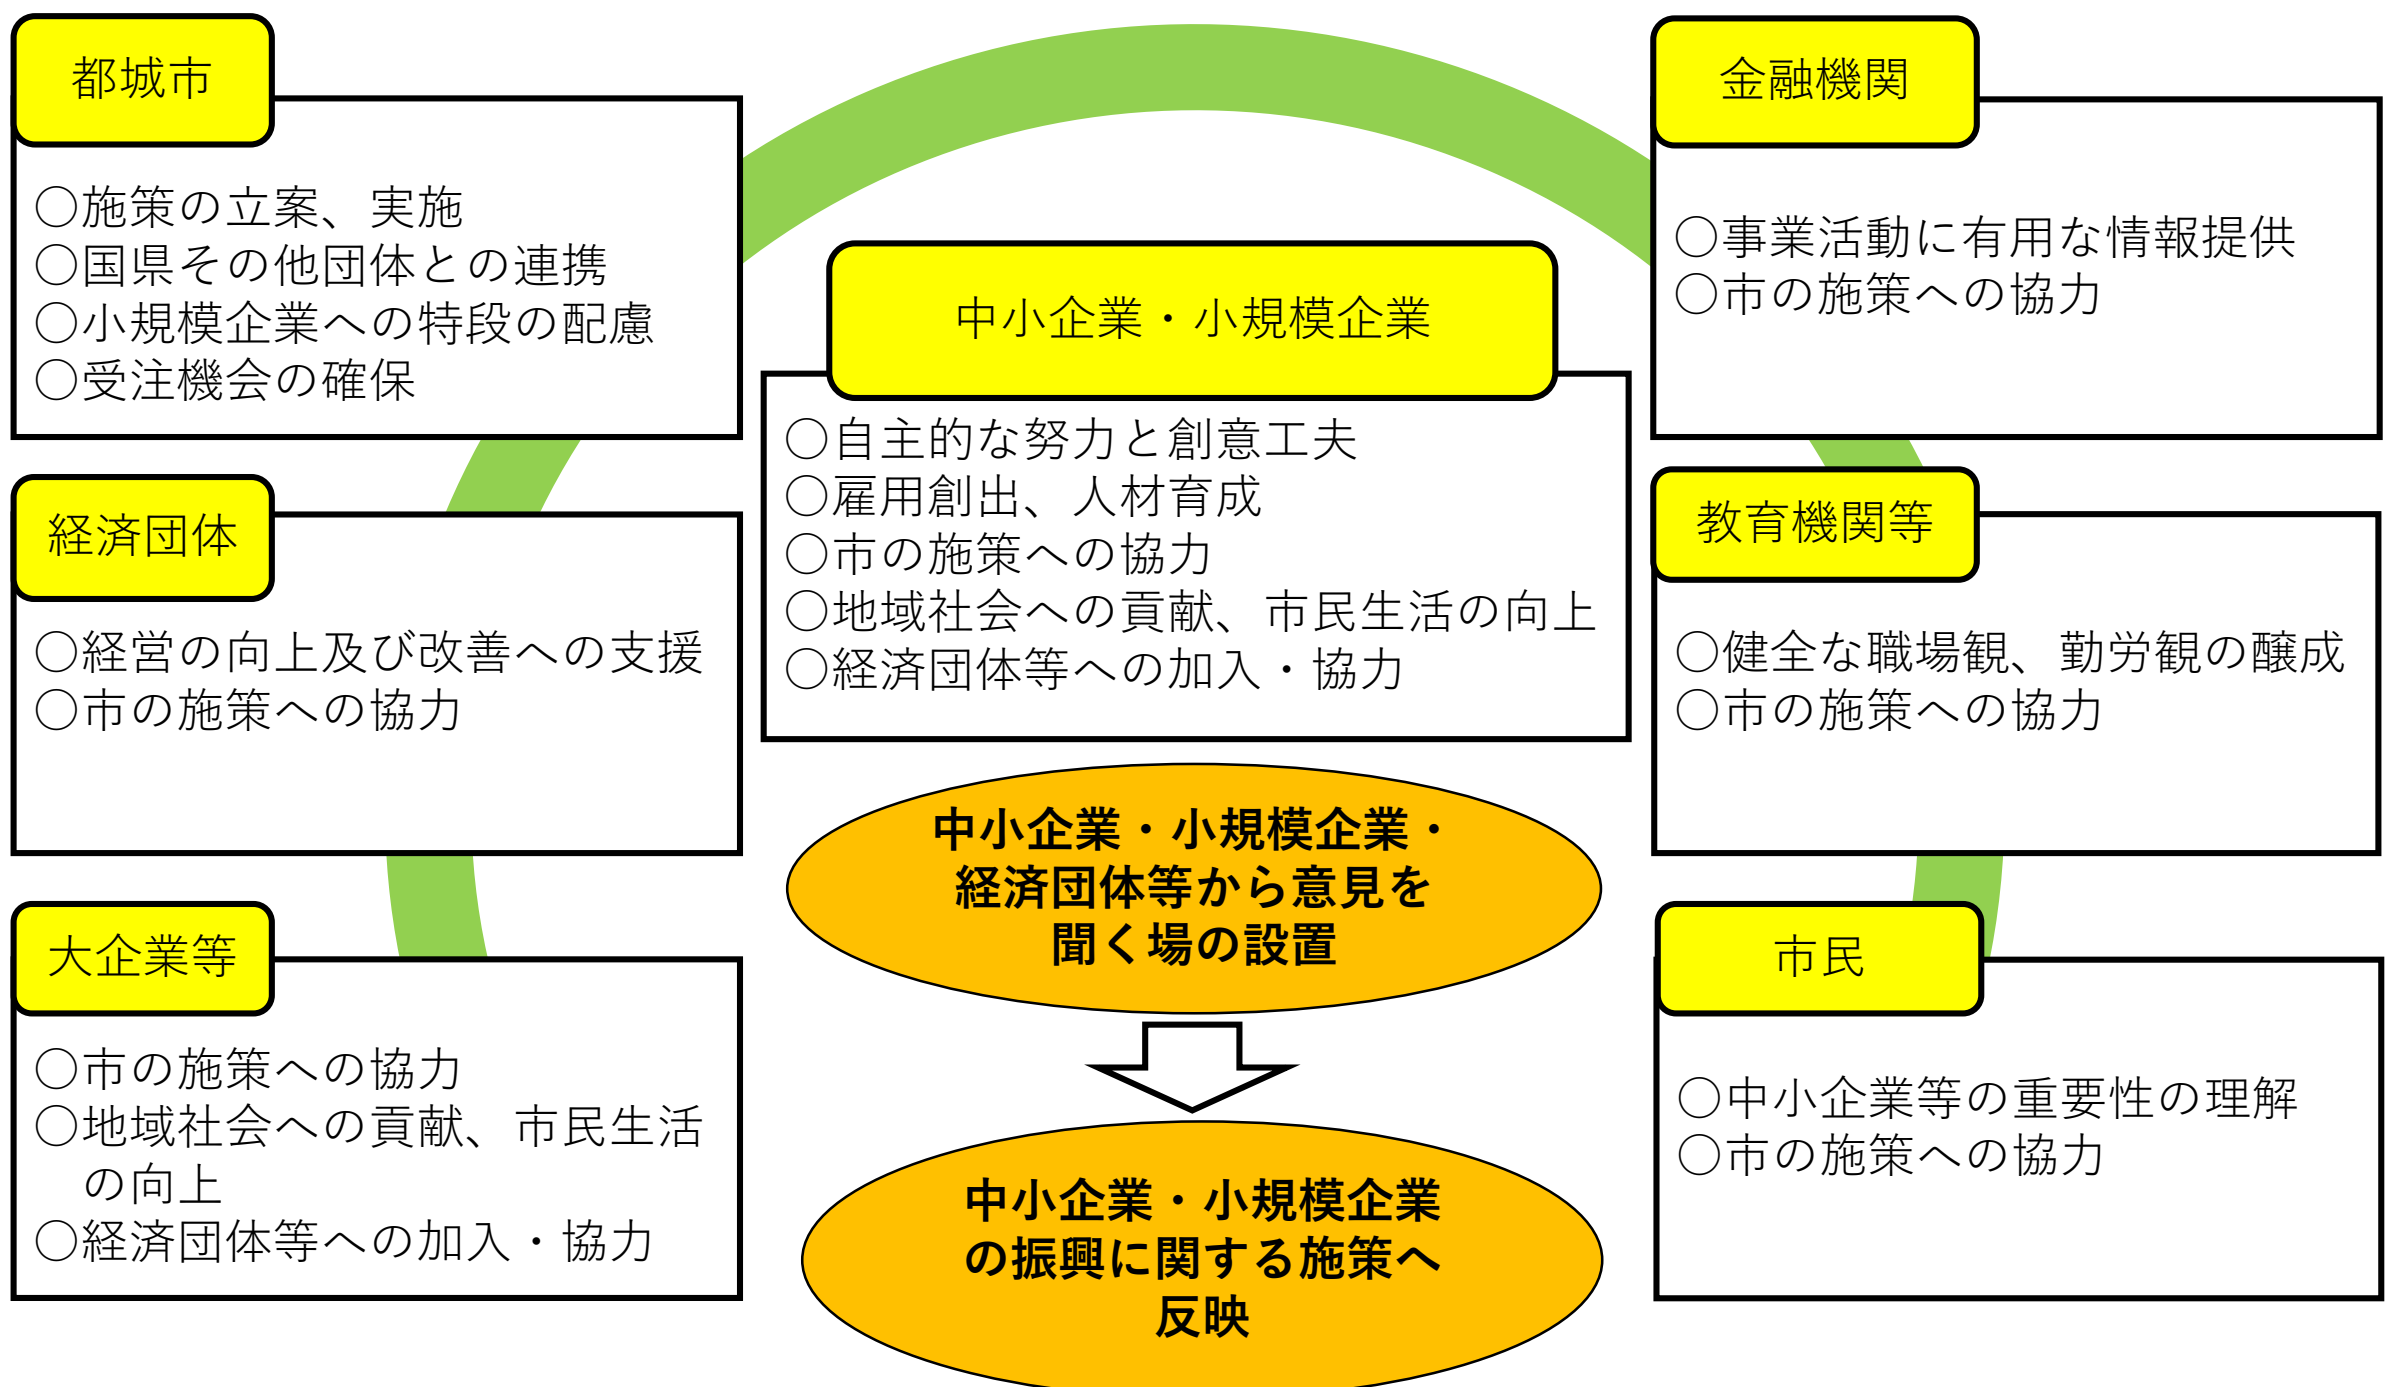 都城市
○施策の立案、実施
○国県その他団体との連携
○小規模企業への特段の配慮
○受注機会の確保
経済団体
○経営の向上及び改善への支援
○市の施策への協力
大企業等
○市の施策への協力
○地域社会への貢献、市民生活
の向上
○経済団体等への加入・協力
中小企業・小規模企業
○自主的な努力と創意工夫
○雇用創出、人材育成
○市の施策への協力
○地域社会への貢献、市民生活の向上
○経済団体等への加入・協力
中小企業・小規模企業・
経済団体等から意見を
聞く場の設置
中小企業・小規模企業
の振興に関する施策へ
反映
金融機関
○事業活動に有用な情報提供
○市の施策への協力
教育機関等
○健全な職場観、勤労観の醸成
○市の施策への協力
市民
○中小企業等の重要性の理解
○市の施策への協力